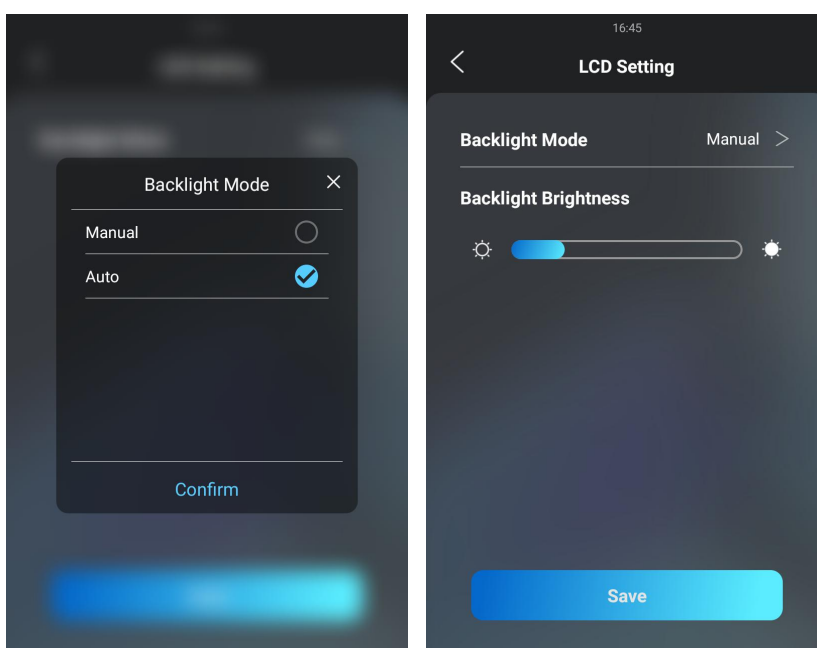 Backlight Mode
Manual
Auto
Confirm
16:45
LCD Setting
Backlight Mode Manual
Backlight Brightness
Save